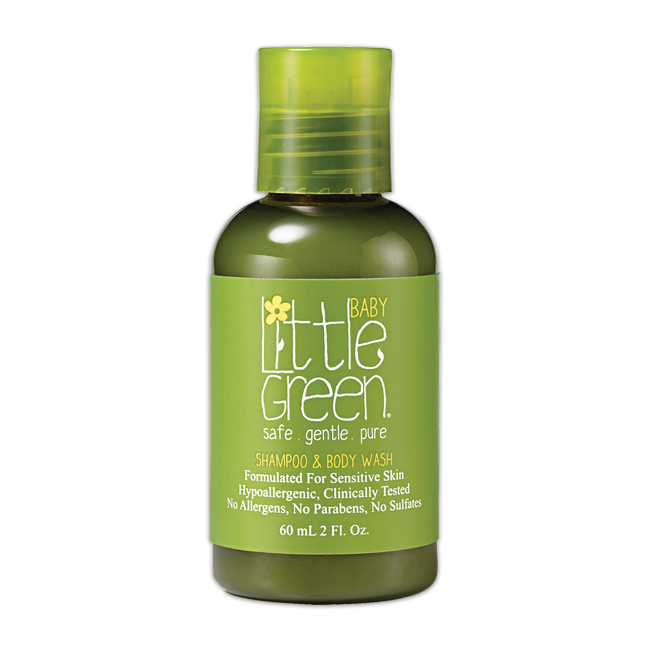 BABY
Little
Green®
safe . gentle . pure
SHAMPOO & BODY WASH
Formulated For Sensitive Skin
Hypoallergenic, Clinically Tested
No Allergens, No Parabens, No Sulfates
60 mL 2 Fl. Oz.